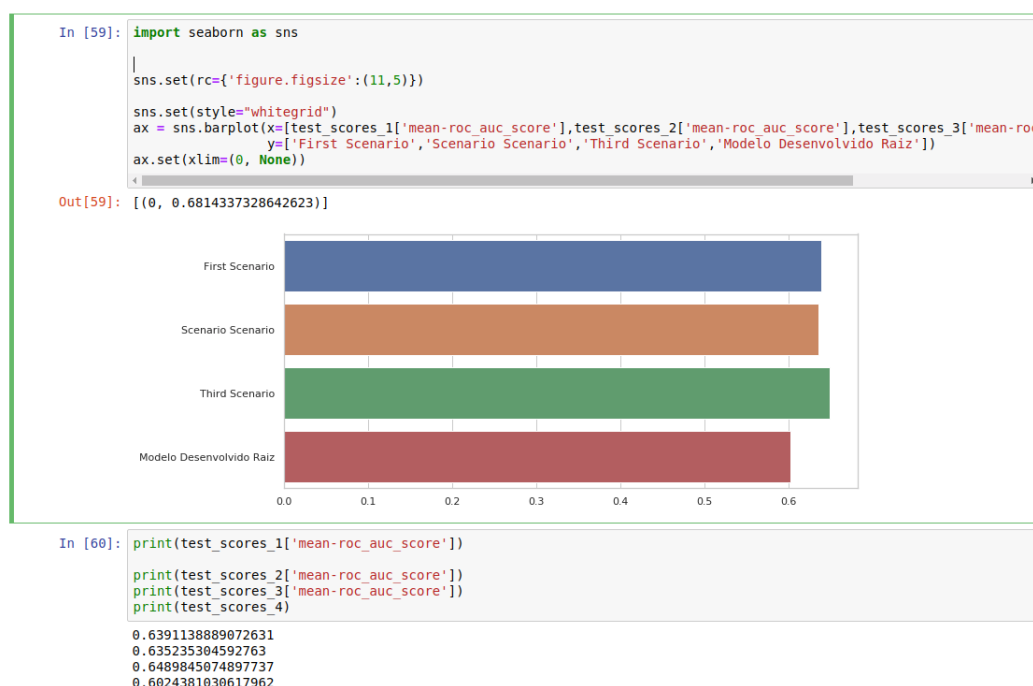 In [59]: import seaborn as sns
sns.set(rc={'figure.figsize':(11,5)})
sns.set(style="whitegrid")
ax = sns.barplot(x=[test_scores_1['mean-roc_auc_score'],test_scores_2['mean-roc_auc_score'],test_scores_3['mean-roc
y=['First Scenario','Scenario Scenario','Third Scenario','Modelo Desenvolvido Raiz'])
ax.set(xlim=(0, None))
Out[59]: [(0, 0.6814337328642623)]
First Scenario
Scenario Scenario
Third Scenario
Modelo Desenvolvido Raiz
0.0 0.1 0.2 0.3 0.4 0.5 0.6
In [60]: print(test_scores_1['mean-roc_auc_score'])
print(test_scores_2['mean-roc_auc_score'])
print(test_scores_3['mean-roc_auc_score'])
print(test_scores_4)
0.6391138889072631
0.635235304592763
0.6489845074897737
0.6024381030617962